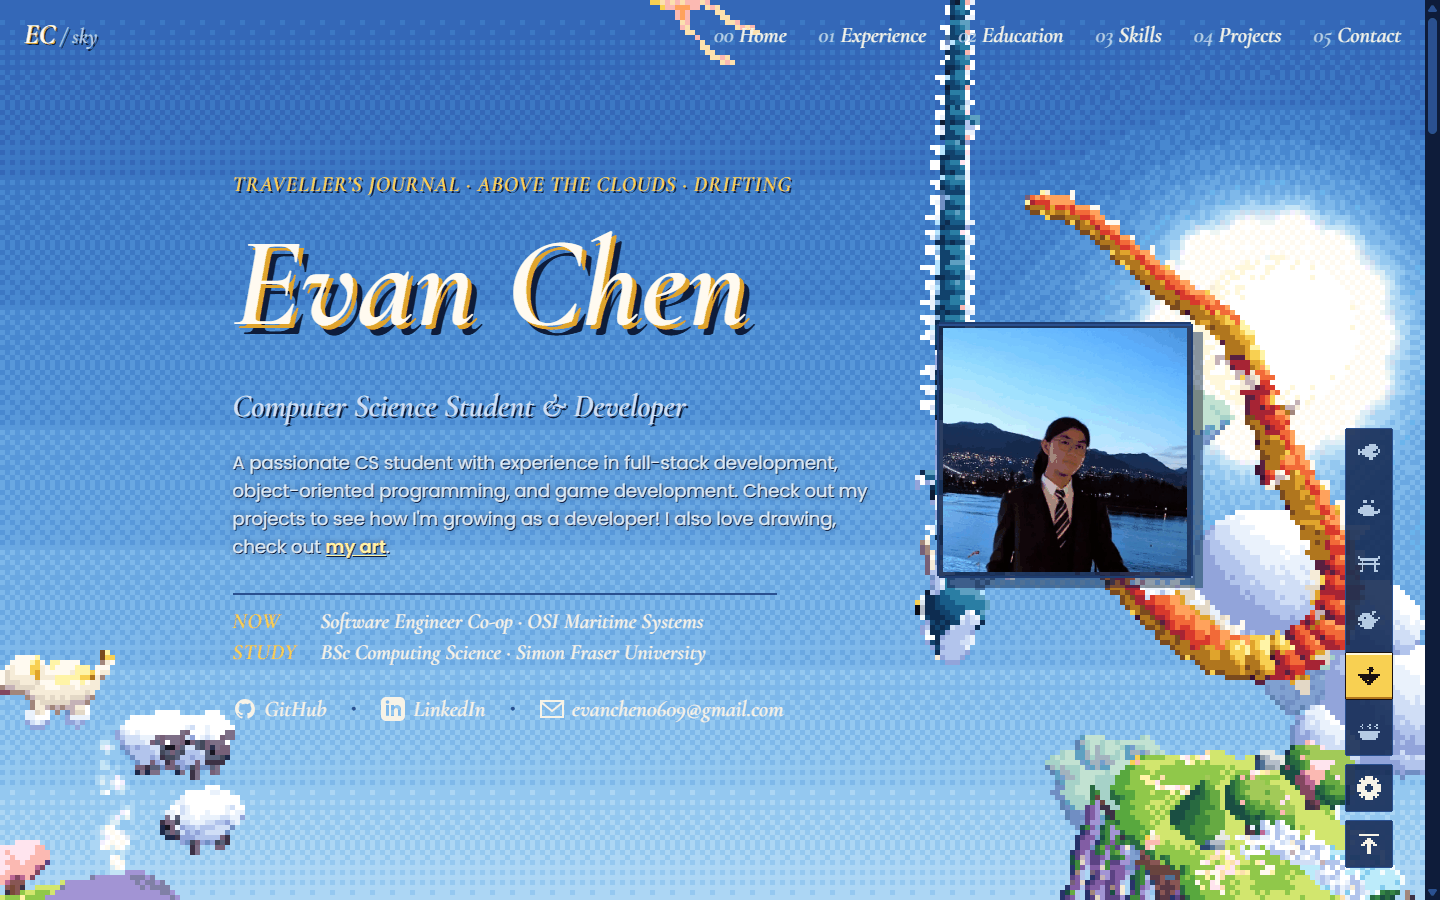 EC / sky
00 Home 01 Experience 02 Education 03 Skills 04 Projects 05 Contact
TRAVELLER'S JOURNAL · ABOVE THE CLOUDS · DRIFTING
Evan Chen
Computer Science Student & Developer
A passionate CS student with experience in full-stack development,
object-oriented programming, and game development. Check out my
projects to see how I'm growing as a developer! I also love drawing,
check out my art.
NOW Software Engineer Co-op · OSI Maritime Systems
STUDY BSc Computing Science · Simon Fraser University
GitHub · LinkedIn · evanchen0609@gmail.com